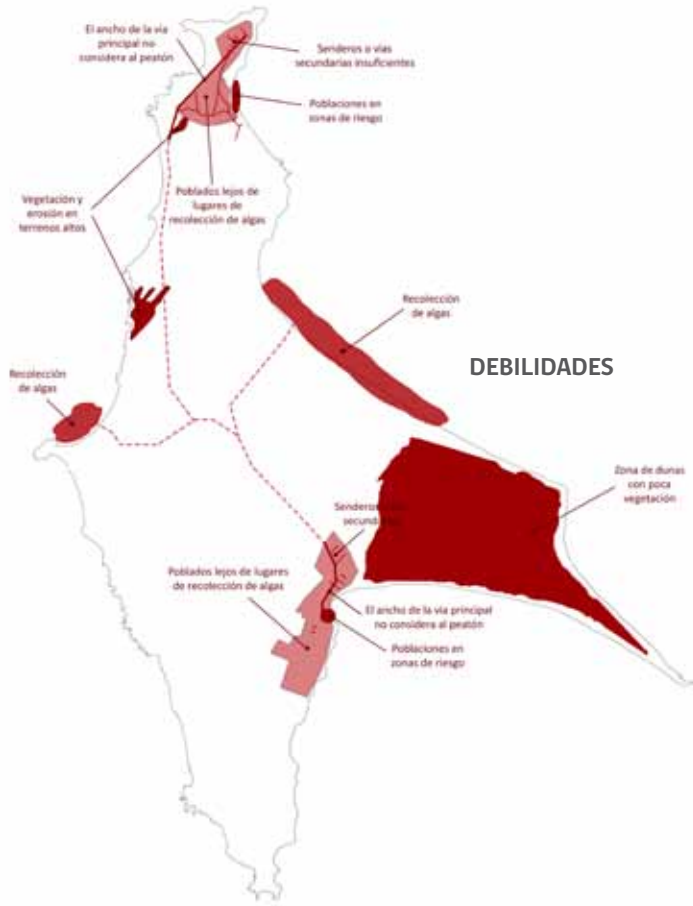 El ancho de la vía
principal no
considera al peatón
Senderos o vías
secundarias insuficientes
Poblaciones en
zonas de riesgo
Vegetación y
erosión en
terrenos altos
Poblados lejos de
lugares de
recolección de algas
Recolección
de algas
DEBILIDADES
Recolección
de algas
Zona de dunas
con poca
vegetación
Senderos
Poblados lejos de lugares
de recolección de algas
El ancho de la vía principal
no considera al peatón
Poblaciones en
zonas de riesgo